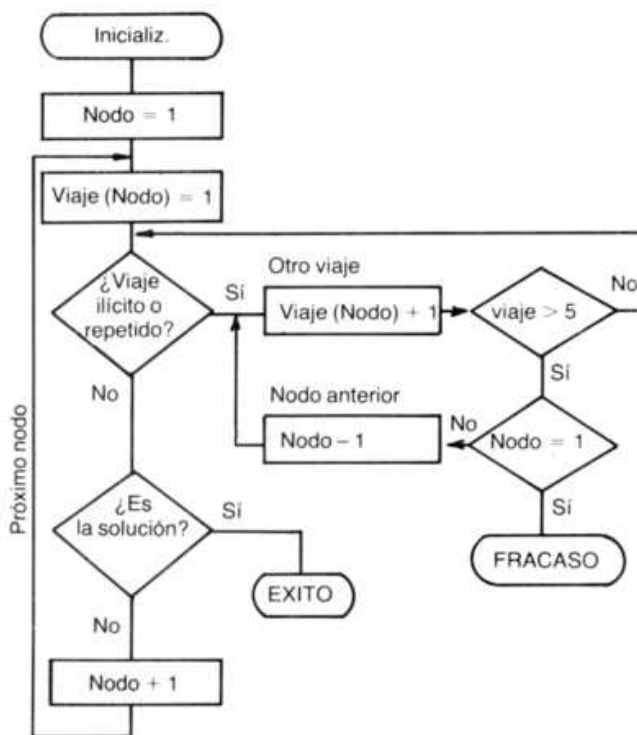 Inicializ.
Nodo = 1
Viaje (Nodo) = 1
¿Viaje
ilícito o
repetido?
Sí
No
Otro viaje
Viaje (Nodo) + 1
viaje > 5
No
Sí
Nodo anterior
Nodo – 1
No
Nodo = 1
Sí
FRACASO
¿Es
la solución?
Sí
EXITO
No
Nodo + 1
Próximo nodo